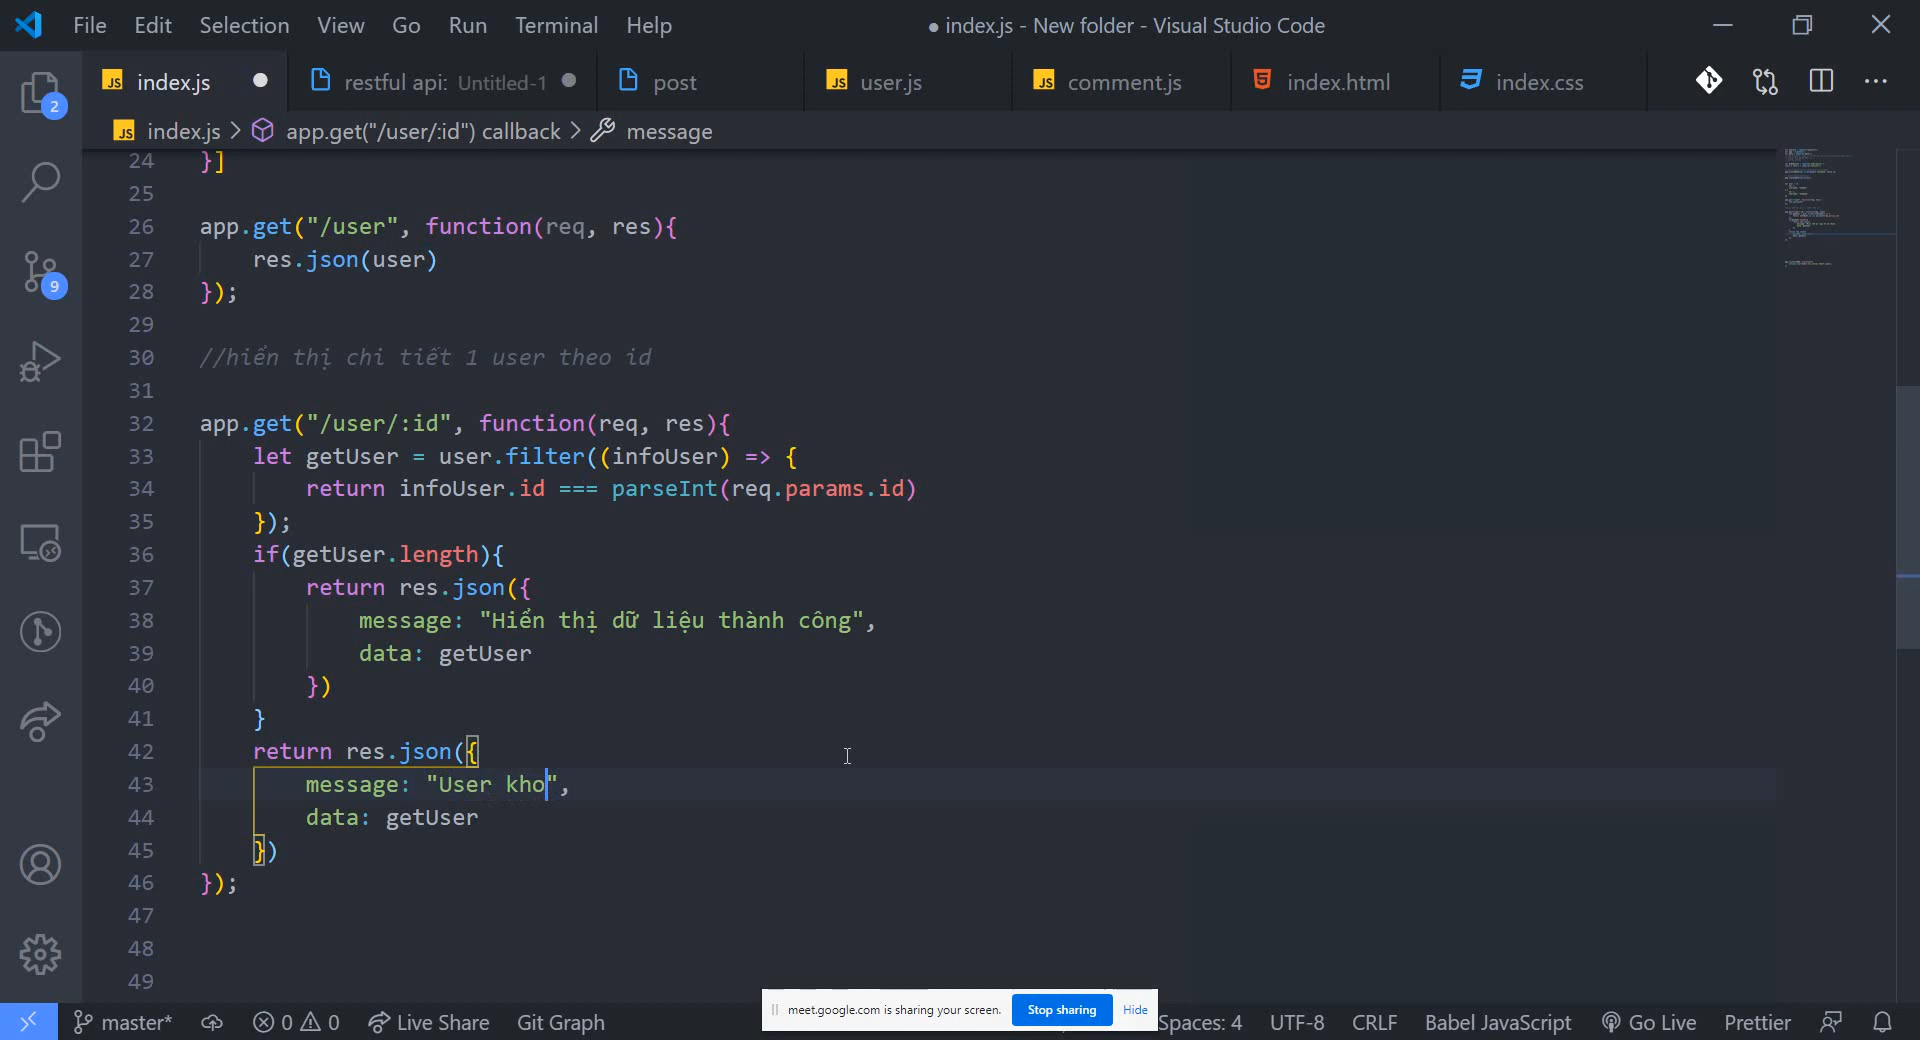 File Edit Selection View Go Run Terminal Help ● index.js - New folder - Visual Studio Code
JS index.js ● restful api: Untitled-1 ● post JS user.js JS comment.js index.html index.css ...
JS index.js > app.get("/user/:id") callback > message
2
9
24 }]
25
26 app.get("/user", function(req, res){
27 res.json(user)
28 });
29
30 //hiển thị chi tiết 1 user theo id
31
32 app.get("/user/:id", function(req, res){
33 let getUser = user.filter((infoUser) => {
34 return infoUser.id === parseInt(req.params.id)
35 });
36 if(getUser.length){
37 return res.json({
38 message: "Hiển thị dữ liệu thành công",
39 data: getUser
40 })
41 }
42 return res.json({
43 message: "User kho",
44 data: getUser
45 })
46 });
47
48
49
meet.google.com is sharing your screen. Stop sharing Hide
master* 0 0 Live Share Git Graph Spaces: 4 UTF-8 CRLF Babel JavaScript Go Live Prettier